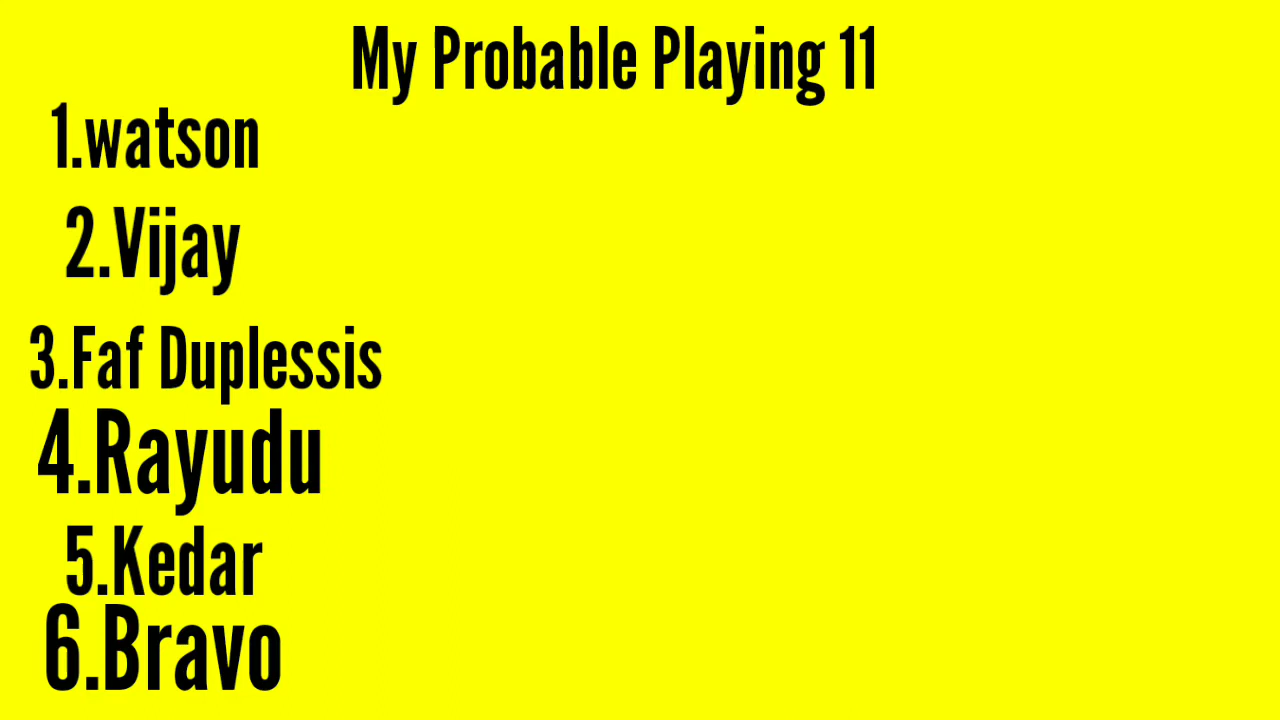 My Probable Playing 11
1.watson
2.Vijay
3.Faf Duplessis
4.Rayudu
5.Kedar
6.Bravo